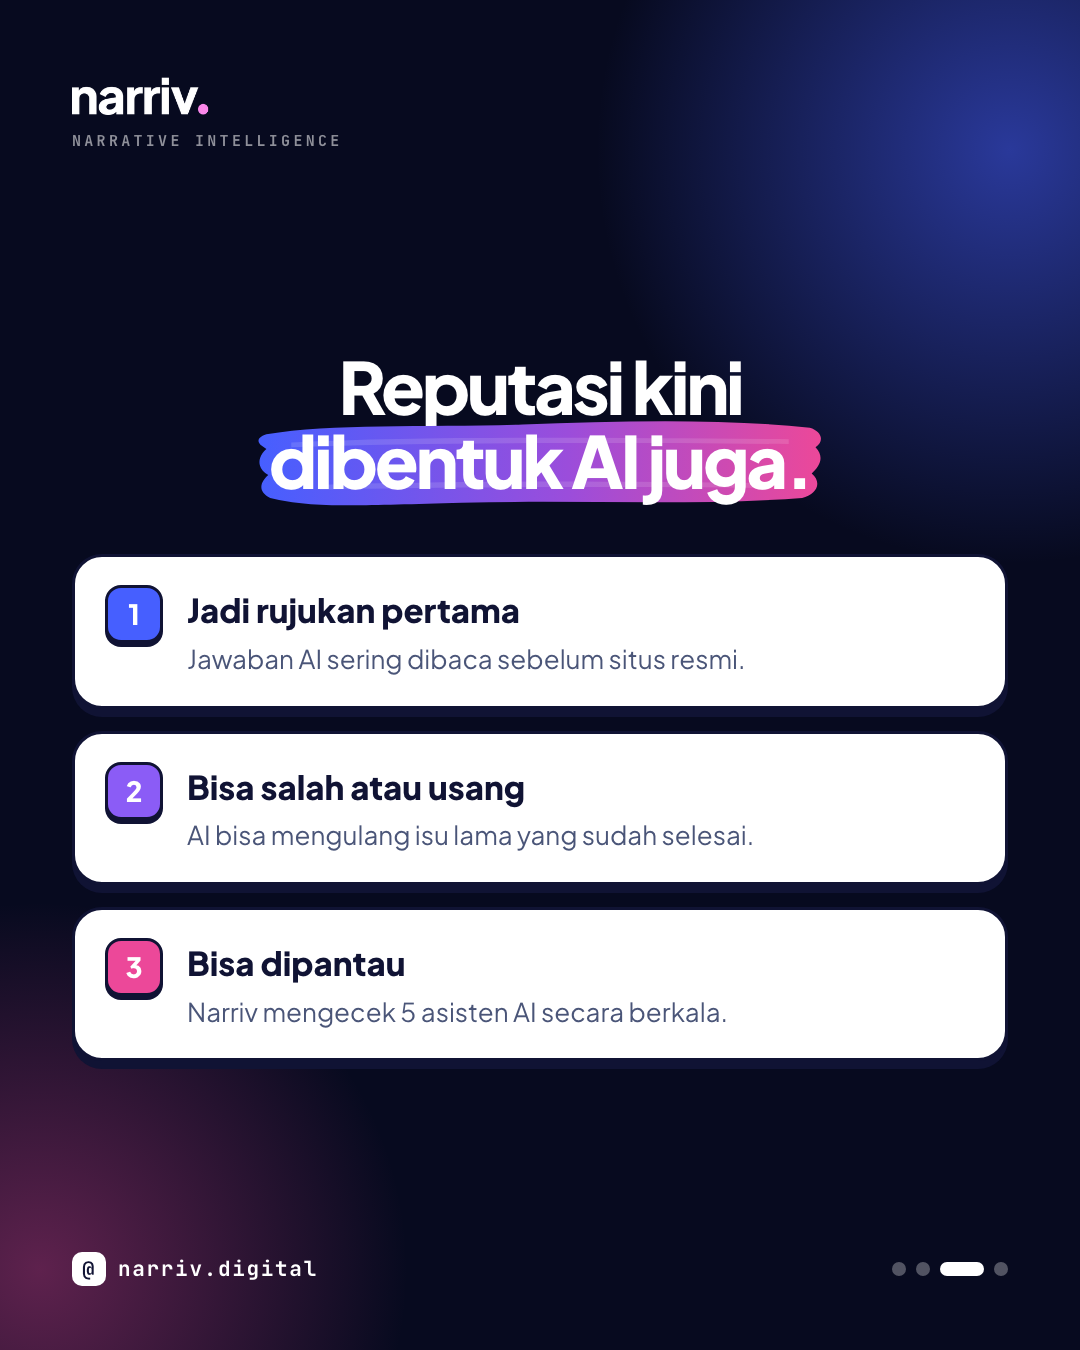 narriv.
NARRATIVE INTELLIGENCE
Reputasi kini
dibentuk AI juga.
1
Jadi rujukan pertama
Jawaban AI sering dibaca sebelum situs resmi.
2
Bisa salah atau usang
AI bisa mengulang isu lama yang sudah selesai.
3
Bisa dipantau
Narriv mengecek 5 asisten AI secara berkala.
@ narriv.digital